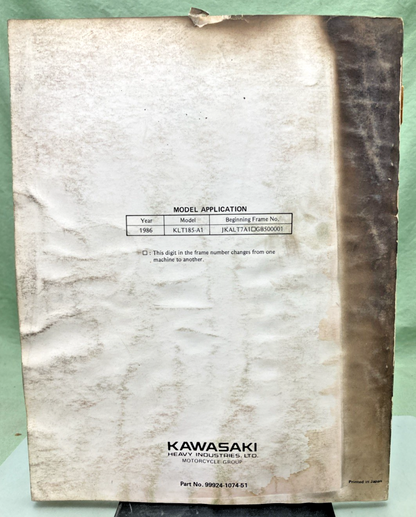 MODEL APPLICATION
Year Model Beginning Frame No.
1986 KLT185-A1 JKALT7A1□GB500001
□ : This digit in the frame number changes from one
machine to another.
KAWASAKI
HEAVY INDUSTRIES, LTD.
MOTORCYCLE GROUP
Part No. 99924-1074-51
Printed in Japan